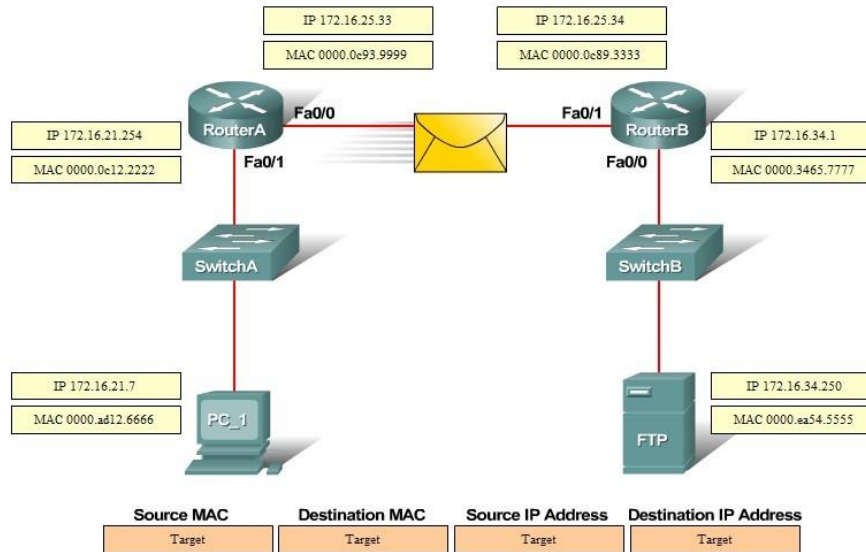 IP 172.16.25.33
IP 172.16.25.34
MAC 0000.0c93.9999
MAC 0000.0c89.3333
Fa0/0
Fa0/1
RouterA
RouterB
IP 172.16.21.254
IP 172.16.34.1
MAC 0000.0c12.2222
MAC 0000.3465.7777
Fa0/1
Fa0/0
SwitchA
SwitchB
IP 172.16.21.7
IP 172.16.34.250
MAC 0000.ad12.6666
MAC 0000.ea54.5555
PC_1
FTP
Source MAC Destination MAC Source IP Address Destination IP Address
Target Target Target Target